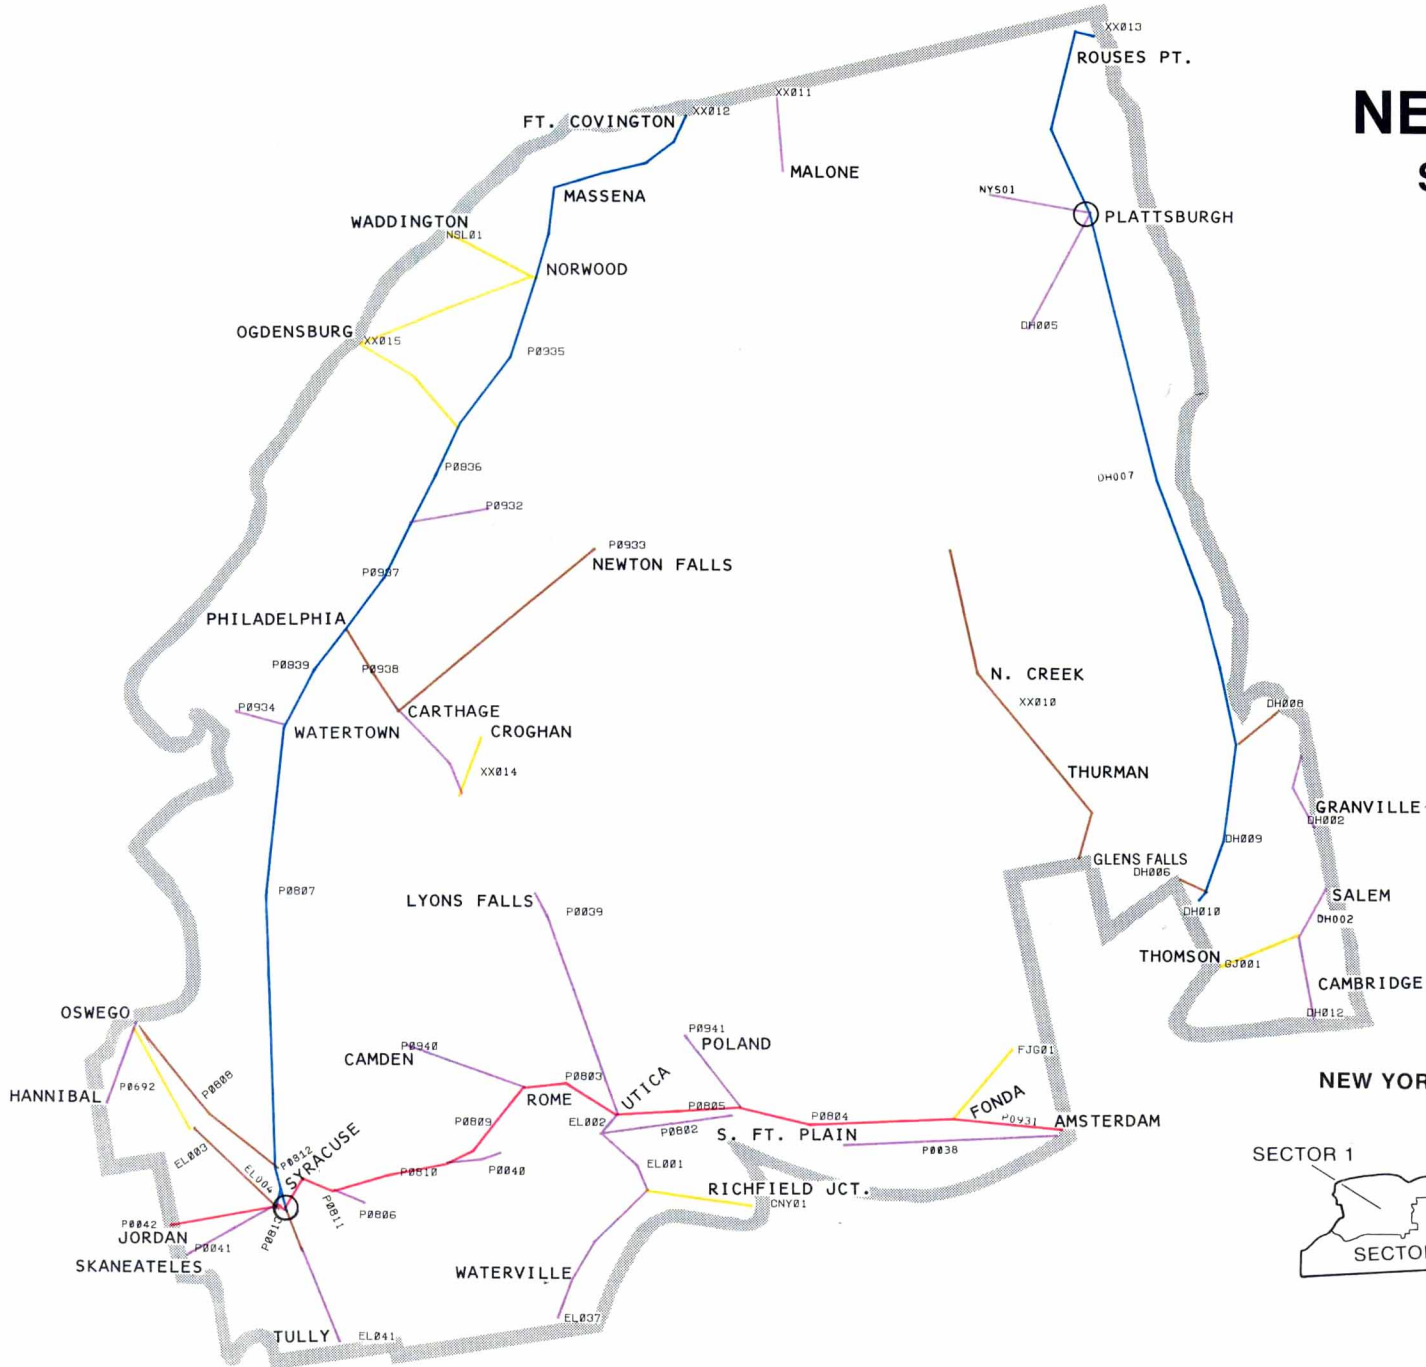 XX013
ROUSES PT.
NE
S
XX011
XX012
FT. COVINGTON
MALONE
MASSENA
NYS01
PLATTSBURGH
WADDINGTON
NSL01
NORWOOD
DH005
OGDENSBURG
XX015
P0935
P0836
DH007
P0932
P0933
NEWTON FALLS
P0937
PHILADELPHIA
P0839
P0938
N. CREEK
XX010
P0934
CARTHAGE
WATERTOWN
CROGHAN
XX014
DH008
THURMAN
GRANVILLE
DH002
DH009
GLENS FALLS
DH006
P0807
LYONS FALLS
P0039
SALEM
DH002
DH010
THOMSON
GJ001
CAMBRIDGE
DH012
OSWEGO
P0941
POLAND
P0940
CAMDEN
FJG01
HANNIBAL
P0692
P0808
P0803
ROME
UTICA
P0805
P0804
FONDA
P0931
AMSTERDAM
NEW YOR
P0809
EL002
P0802
S. FT. PLAIN
P0038
EL003
EL004
P0812
SYRACUSE
P0810
P0040
EL001
SECTOR 1
RICHFIELD JCT.
CNY01
P0042
JORDAN
P0813
P0811
P0806
P0041
SKANEATELES
SECTO
WATERVILLE
EL037
TULLY
EL041